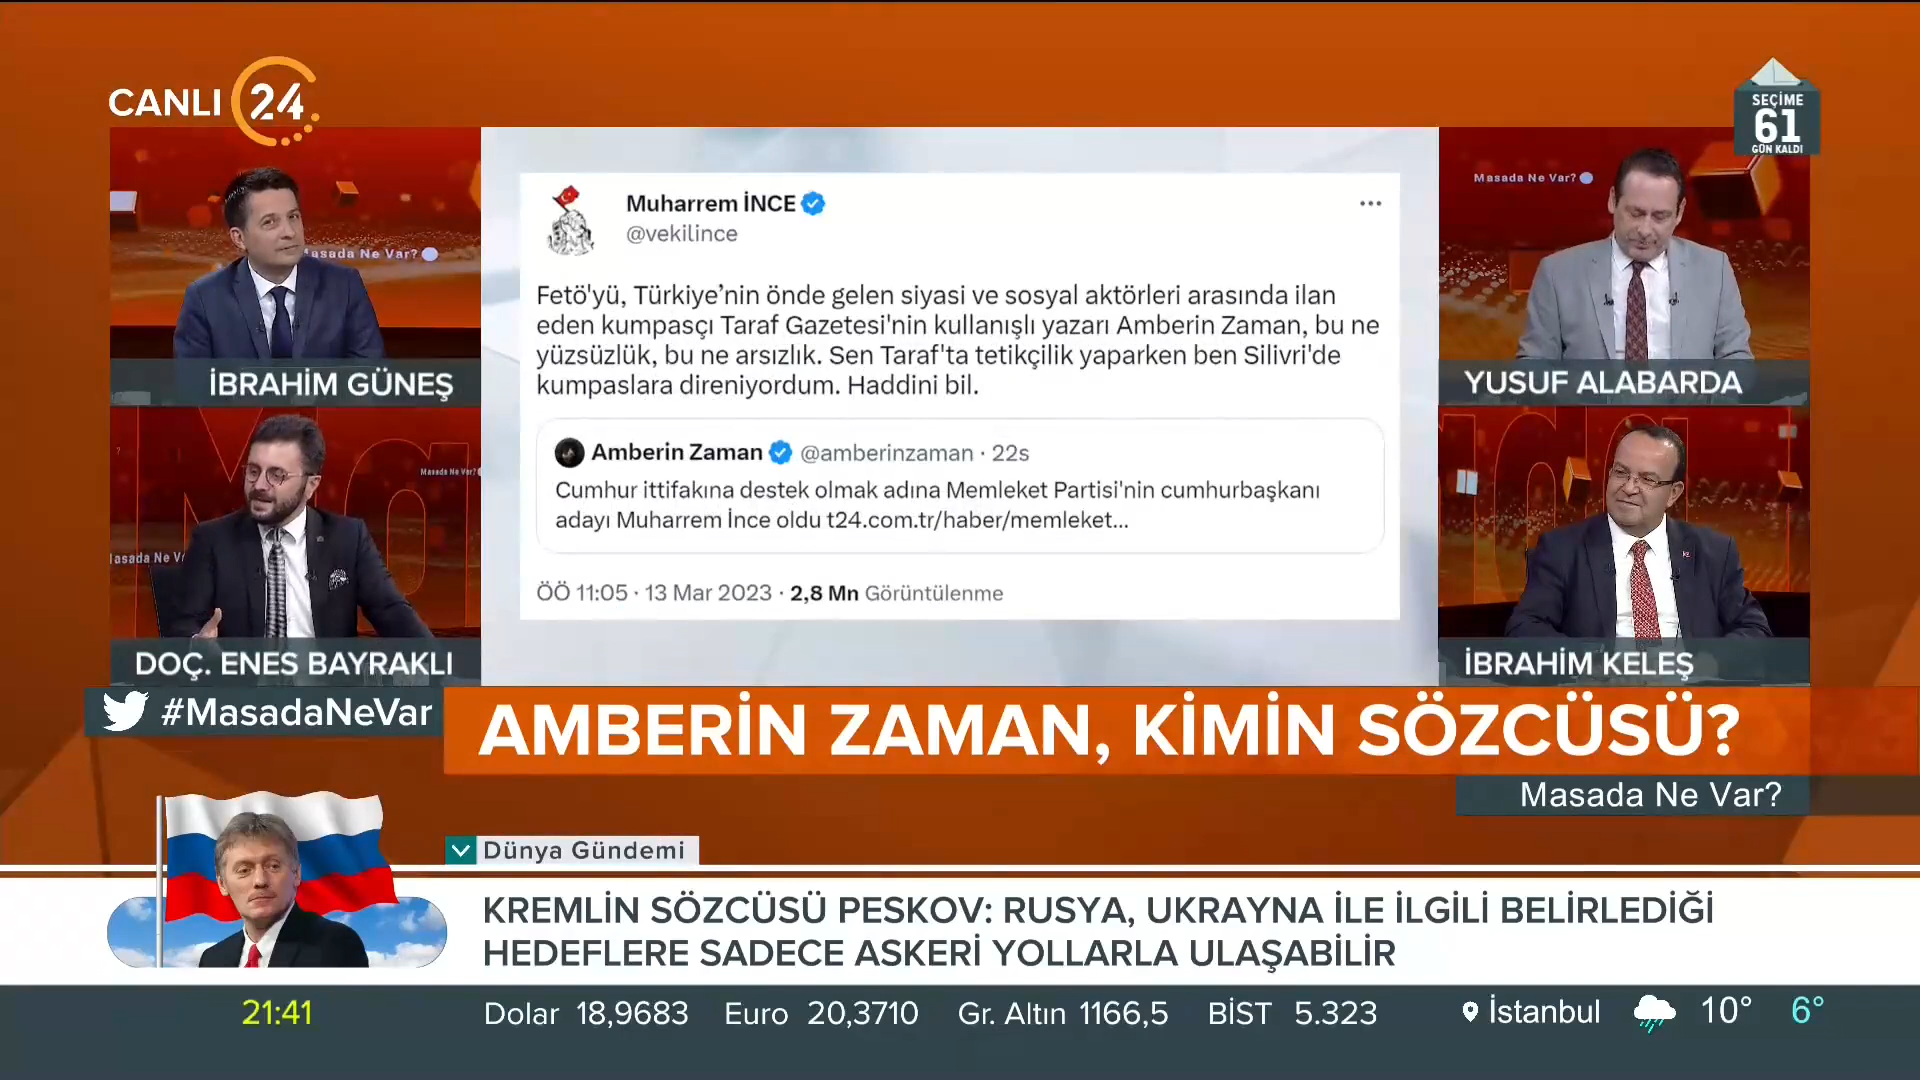 CANLI 24
SEÇİME
61
GÜN KALDI
Masada Ne Var?
Masada Ne Var?
İBRAHİM GÜNEŞ
YUSUF ALABARDA
Muharrem İNCE
@vekilince
Fetö'yü, Türkiye’nin önde gelen siyasi ve sosyal aktörleri arasında ilan
eden kumpasçı Taraf Gazetesi'nin kullanışlı yazarı Amberin Zaman, bu ne
yüzsüzlük, bu ne arsızlık. Sen Taraf'ta tetikçilik yaparken ben Silivri'de
kumpaslara direniyordum. Haddini bil.
Amberin Zaman @amberinzaman · 22s
Cumhur ittifakına destek olmak adına Memleket Partisi'nin cumhurbaşkanı
adayı Muharrem İnce oldu t24.com.tr/haber/memleket...
ÖÖ 11:05 · 13 Mar 2023 · 2,8 Mn Görüntülenme
Masada Ne Var?
Masada Ne V
DOÇ. ENES BAYRAKLI
İBRAHİM KELEŞ
#MasadaNeVar
AMBERİN ZAMAN, KİMİN SÖZCÜSÜ?
Masada Ne Var?
Dünya Gündemi
KREMLİN SÖZCÜSÜ PESKOV: RUSYA, UKRAYNA İLE İLGİLİ BELİRLEDİĞİ
HEDEFLERE SADECE ASKERİ YOLLARLA ULAŞABİLİR
21:41 Dolar 18,9683 Euro 20,3710 Gr. Altın 1166,5 BİST 5.323 İstanbul 10° 6°